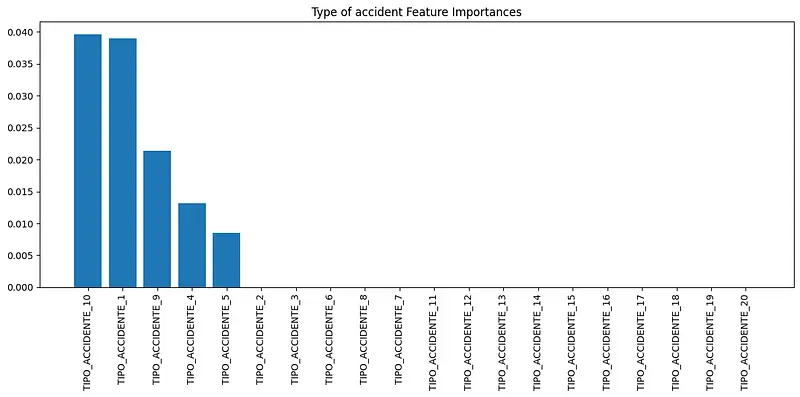 Type of accident Feature Importances
0.040
0.035
0.030
0.025
0.020
0.015
0.010
0.005
0.000
TIPO_ACCIDENTE_10
TIPO_ACCIDENTE_1
TIPO_ACCIDENTE_9
TIPO_ACCIDENTE_4
TIPO_ACCIDENTE_5
TIPO_ACCIDENTE_2
TIPO_ACCIDENTE_3
TIPO_ACCIDENTE_6
TIPO_ACCIDENTE_8
TIPO_ACCIDENTE_7
TIPO_ACCIDENTE_11
TIPO_ACCIDENTE_12
TIPO_ACCIDENTE_13
TIPO_ACCIDENTE_14
TIPO_ACCIDENTE_15
TIPO_ACCIDENTE_16
TIPO_ACCIDENTE_17
TIPO_ACCIDENTE_18
TIPO_ACCIDENTE_19
TIPO_ACCIDENTE_20